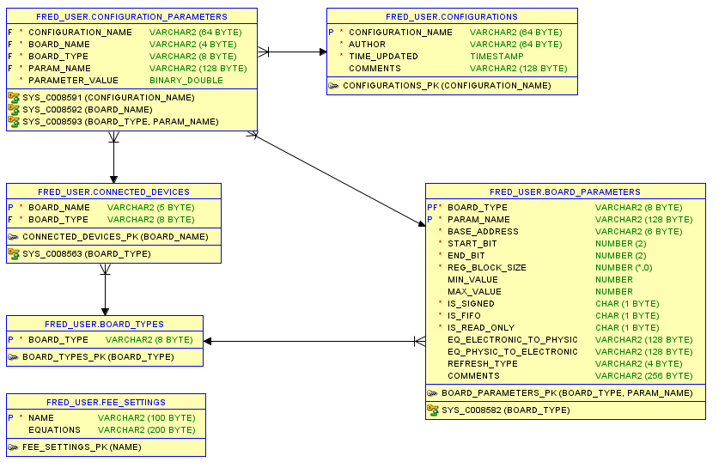 FRED_USER.CONFIGURATION_PARAMETERS
F * CONFIGURATION_NAME VARCHAR2 (64 BYTE)
F * BOARD_NAME VARCHAR2 (4 BYTE)
F * BOARD_TYPE VARCHAR2 (8 BYTE)
F * PARAM_NAME VARCHAR2 (128 BYTE)
* PARAMETER_VALUE BINARY_DOUBLE
SYS_C008591 (CONFIGURATION_NAME)
SYS_C008592 (BOARD_NAME)
SYS_C008593 (BOARD_TYPE, PARAM_NAME)
FRED_USER.CONFIGURATIONS
P * CONFIGURATION_NAME VARCHAR2 (64 BYTE)
* AUTHOR VARCHAR2 (64 BYTE)
* TIME_UPDATED TIMESTAMP
COMMENTS VARCHAR2 (128 BYTE)
CONFIGURATIONS_PK (CONFIGURATION_NAME)
FRED_USER.CONNECTED_DEVICES
P * BOARD_NAME VARCHAR2 (5 BYTE)
F * BOARD_TYPE VARCHAR2 (8 BYTE)
CONNECTED_DEVICES_PK (BOARD_NAME)
SYS_C008563 (BOARD_TYPE)
FRED_USER.BOARD_PARAMETERS
PF* BOARD_TYPE VARCHAR2 (8 BYTE)
P * PARAM_NAME VARCHAR2 (128 BYTE)
* BASE_ADDRESS VARCHAR2 (6 BYTE)
* START_BIT NUMBER (2)
* END_BIT NUMBER (2)
* REG_BLOCK_SIZE NUMBER (*,0)
MIN_VALUE NUMBER
MAX_VALUE NUMBER
* IS_SIGNED CHAR (1 BYTE)
* IS_FIFO CHAR (1 BYTE)
* IS_READ_ONLY CHAR (1 BYTE)
EQ_ELECTRONIC_TO_PHYSIC VARCHAR2 (128 BYTE)
EQ_PHYSIC_TO_ELECTRONIC VARCHAR2 (128 BYTE)
REFRESH_TYPE VARCHAR2 (4 BYTE)
COMMENTS VARCHAR2 (256 BYTE)
BOARD_PARAMETERS_PK (BOARD_TYPE, PARAM_NAME)
SYS_C008582 (BOARD_TYPE)
FRED_USER.BOARD_TYPES
P * BOARD_TYPE VARCHAR2 (8 BYTE)
BOARD_TYPES_PK (BOARD_TYPE)
FRED_USER.FEE_SETTINGS
P * NAME VARCHAR2 (100 BYTE)
EQUATIONS VARCHAR2 (200 BYTE)
FEE_SETTINGS_PK (NAME)